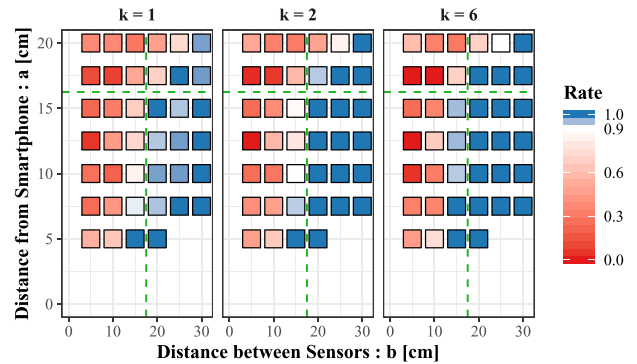 k = 1 k = 2 k = 6
Distance from Smartphone : a [cm]
20
15
10
5
0
0 10 20 30 0 10 20 30 0 10 20 30
Distance between Sensors : b [cm]
Rate
1.0
0.9
0.6
0.3
0.0